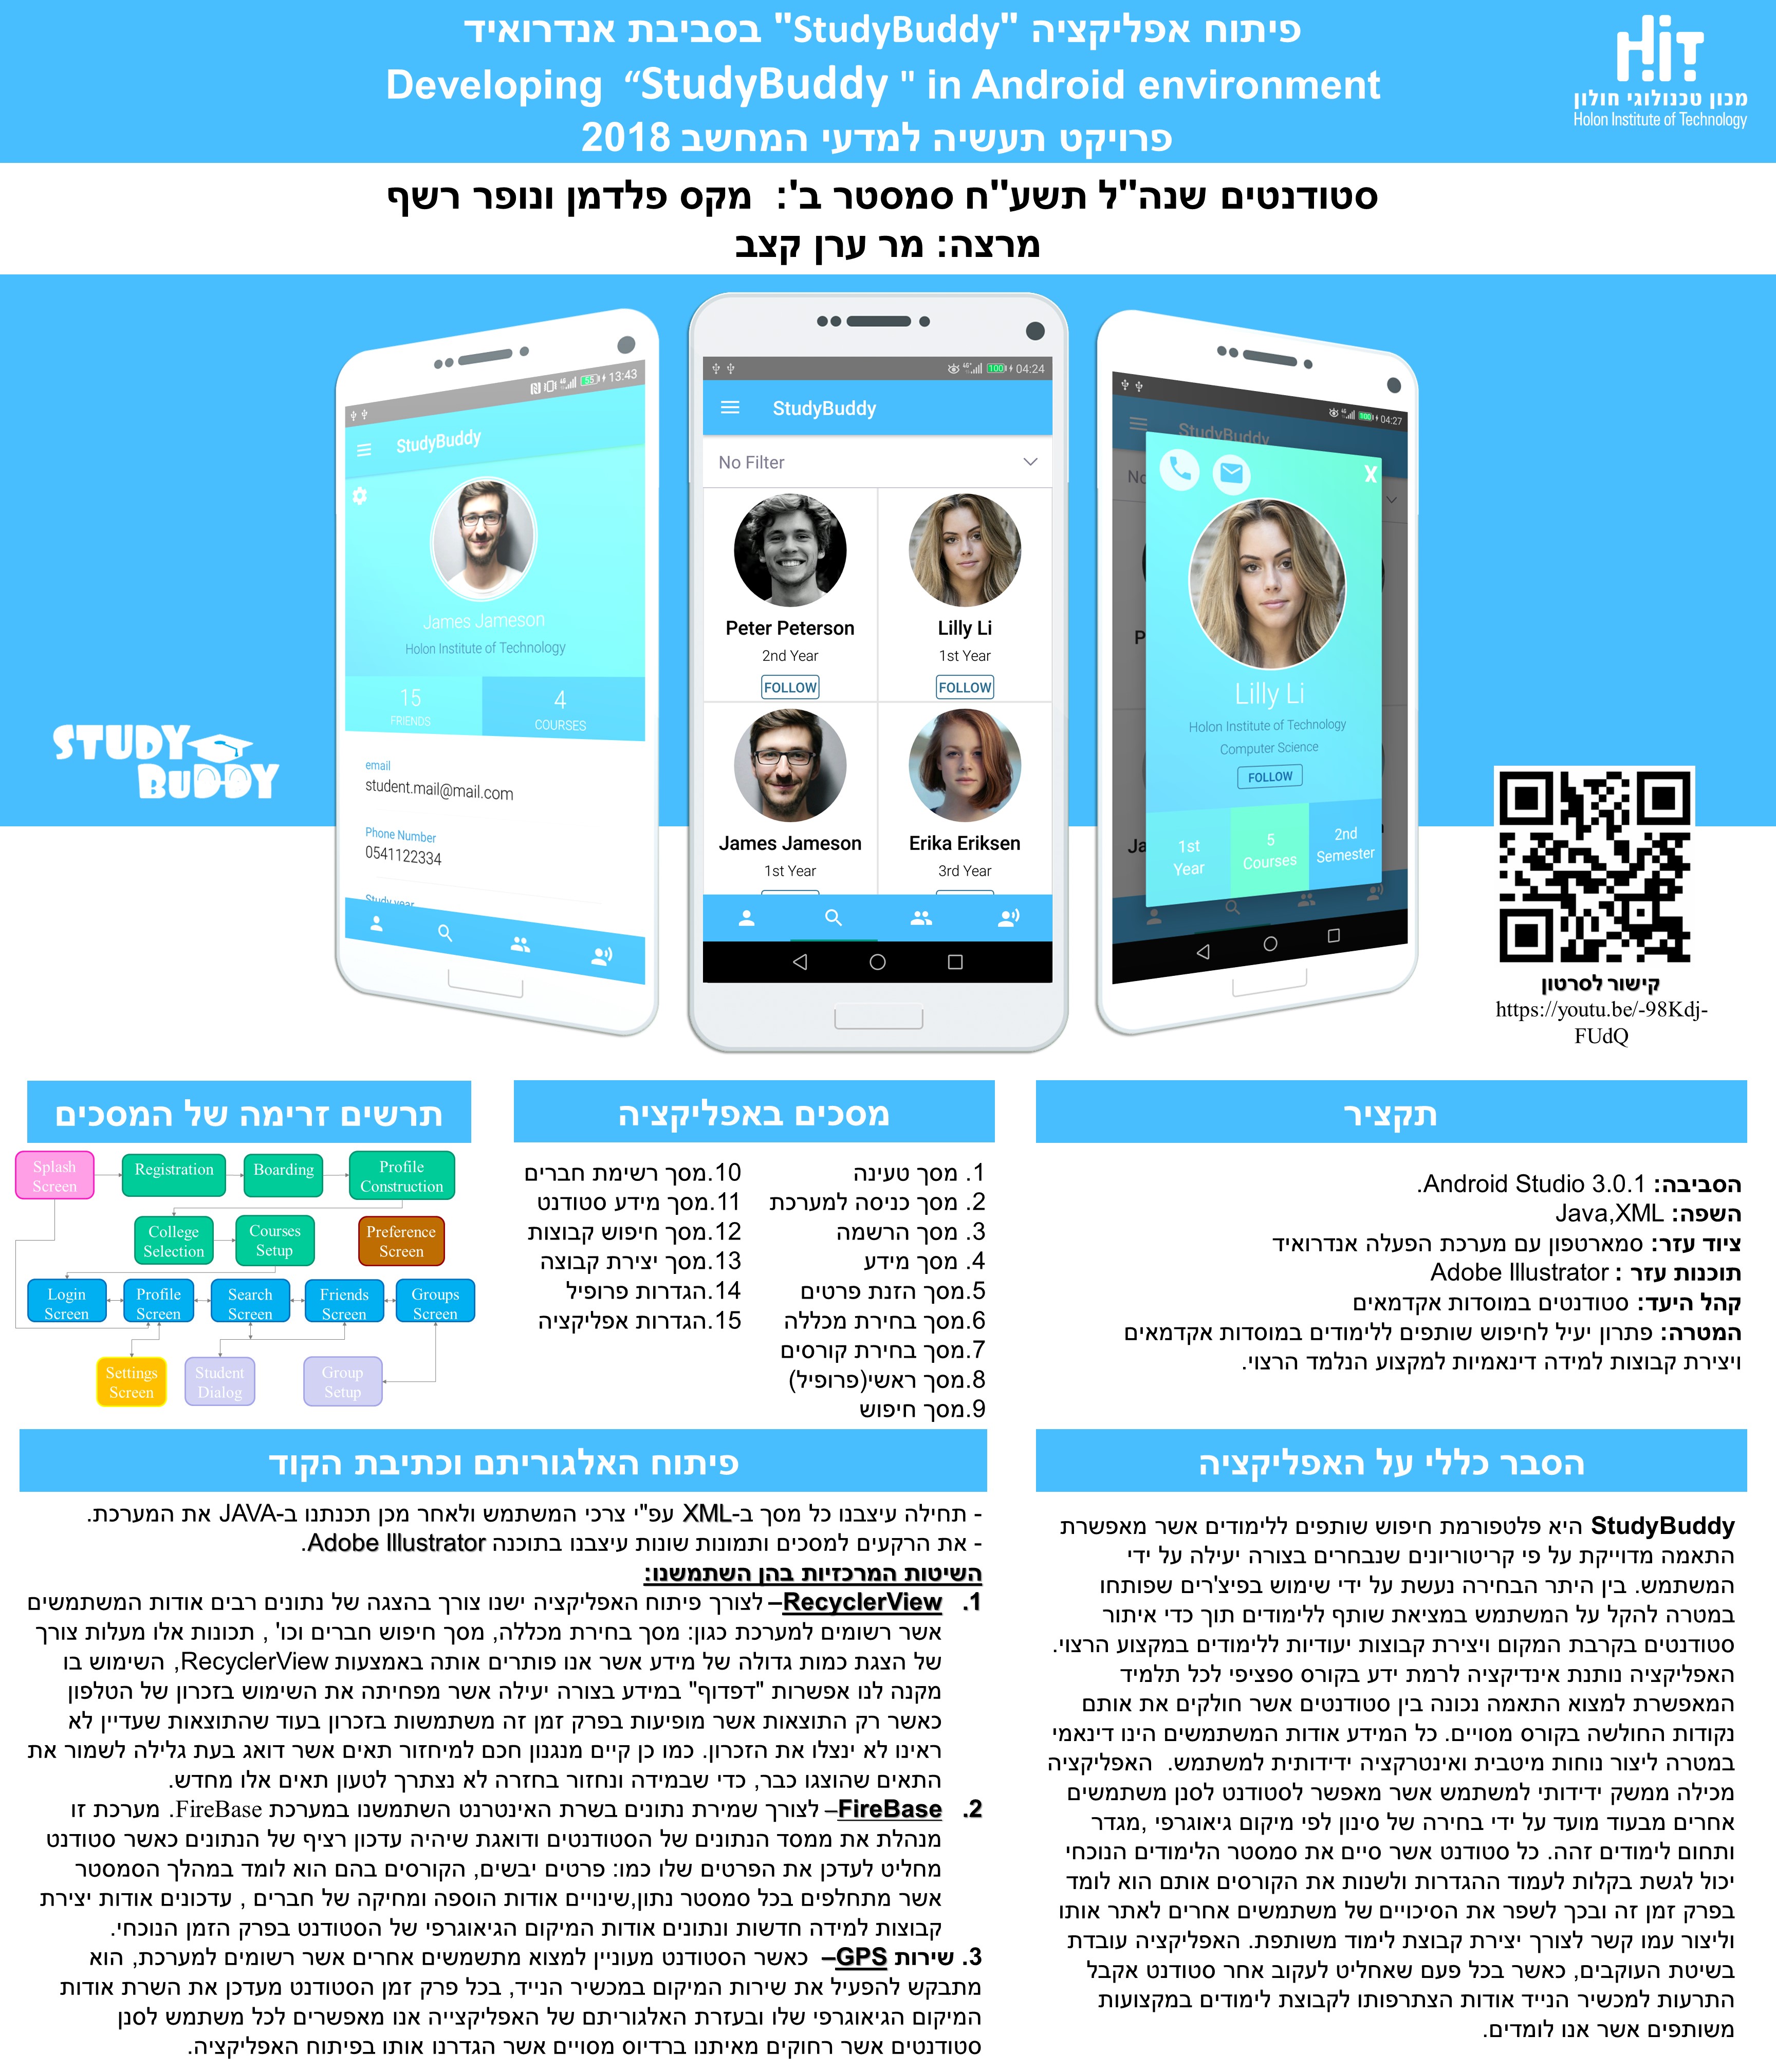 פיתוח אפליקציה "StudyBuddy" בסביבת אנדרואיד
Developing “StudyBuddy " in Android environment
פרויקט תעשיה למדעי המחשב 2018
HiT
מכון טכנולוגי חולון
Holon Institute of Technology
סטודנטים שנה"ל תשע"ח סמסטר ב': מקס פלדמן ונופר רשף
מרצה: מר ערן קצב
13:43
StudyBuddy
James Jameson
Holon Institute of Technology
15
FRIENDS
4
COURSES
email
student.mail@mail.com
Phone Number
0541122334
Study year
100 04:24
StudyBuddy
No Filter
Peter Peterson
2nd Year
FOLLOW
Lilly Li
1st Year
FOLLOW
James Jameson
1st Year
Erika Eriksen
3rd Year
100 04:27
StudyBuddy
No
X
P
Ja
Lilly Li
Holon Institute of Technology
Computer Science
FOLLOW
1st
Year
5
Courses
2nd
Semester
STUDY
BUDDY
קישור לסרטון
https://youtu.be/-98Kdj-
FUdQ
תקציר
הסביבה: Android Studio 3.0.1.
השפה: Java,XML
ציוד עזר: סמארטפון עם מערכת הפעלה אנדרואיד
תוכנות עזר : Adobe Illustrator
קהל היעד: סטודנטים במוסדות אקדמאים
המטרה: פתרון יעיל לחיפוש שותפים ללימודים במוסדות אקדמאים
ויצירת קבוצות למידה דינאמיות למקצוע הנלמד הרצוי.
מסכים באפליקציה
1. מסך טעינה
2. מסך כניסה למערכת
3. מסך הרשמה
4. מסך מידע
5.מסך הזנת פרטים
6.מסך בחירת מכללה
7.מסך בחירת קורסים
8.מסך ראשי(פרופיל)
9.מסך חיפוש
10.מסך רשימת חברים
11.מסך מידע סטודנט
12.מסך חיפוש קבוצות
13.מסך יצירת קבוצה
14.הגדרות פרופיל
15.הגדרות אפליקציה
תרשים זרימה של המסכים
Splash
Screen
Registration
Boarding
Profile
Construction
College
Selection
Courses
Setup
Preference
Screen
Login
Screen
Profile
Screen
Search
Screen
Friends
Screen
Groups
Screen
Settings
Screen
Student
Dialog
Group
Setup
הסבר כללי על האפליקציה
StudyBuddy היא פלטפורמת חיפוש שותפים ללימודים אשר מאפשרת
התאמה מדוייקת על פי קריטוריונים שנבחרים בצורה יעילה על ידי
המשתמש. בין היתר הבחירה נעשת על ידי שימוש בפיצ'רים שפותחו
במטרה להקל על המשתמש במציאת שותף ללימודים תוך כדי איתור
סטודנטים בקרבת המקום ויצירת קבוצות יעודיות ללימודים במקצוע הרצוי.
האפליקציה נותנת אינדיקציה לרמת ידע בקורס ספציפי לכל תלמיד
המאפשרת למצוא התאמה נכונה בין סטודנטים אשר חולקים את אותם
נקודות החולשה בקורס מסויים. כל המידע אודות המשתמשים הינו דינאמי
במטרה ליצור נוחות מיטבית ואינטרקציה ידידותית למשתמש. האפליקציה
מכילה ממשק ידידותי למשתמש אשר מאפשר לסטודנט לסנן משתמשים
אחרים מבעוד מועד על ידי בחירה של סינון לפי מיקום גיאוגרפי ,מגדר
ותחום לימודים זהה. כל סטודנט אשר סיים את סמסטר הלימודים הנוכחי
יכול לגשת בקלות לעמוד ההגדרות ולשנות את הקורסים אותם הוא לומד
בפרק זמן זה ובכך לשפר את הסיכויים של משתמשים אחרים לאתר אותו
וליצור עמו קשר לצורך יצירת קבוצת לימוד משותפת. האפליקציה עובדת
בשיטת העוקבים, כאשר בכל פעם שאחליט לעקוב אחר סטודנט אקבל
התרעות למכשיר הנייד אודות הצתרפותו לקבוצת לימודים במקצועות
משותפים אשר אנו לומדים.
פיתוח האלגוריתם וכתיבת הקוד
- תחילה עיצבנו כל מסך ב-XML עפ"י צרכי המשתמש ולאחר מכן תכנתנו ב-JAVA את המערכת.
- את הרקעים למסכים ותמונות שונות עיצבנו בתוכנה Adobe Illustrator.
השיטות המרכזיות בהן השתמשנו:
1. RecyclerView– לצורך פיתוח האפליקציה ישנו צורך בהצגה של נתונים רבים אודות המשתמשים
אשר רשומים למערכת כגון: מסך בחירת מכללה, מסך חיפוש חברים וכו' , תכונות אלו מעלות צורך
של הצגת כמות גדולה של מידע אשר אנו פותרים אותה באמצעות RecyclerView, השימוש בו
מקנה לנו אפשרות "דפדוף" במידע בצורה יעילה אשר מפחיתה את השימוש בזכרון של הטלפון
כאשר רק התוצאות אשר מופיעות בפרק זמן זה משתמשות בזכרון בעוד שהתוצאות שעדיין לא
ראינו לא ינצלו את הזכרון. כמו כן קיים מנגנון חכם למיחזור תאים אשר דואג בעת גלילה לשמור את
התאים שהוצגו כבר, כדי שבמידה ונחזור בחזרה לא נצתרך לטעון תאים אלו מחדש.
2. FireBase– לצורך שמירת נתונים בשרת האינטרנט השתמשנו במערכת FireBase. מערכת זו
מנהלת את ממסד הנתונים של הסטודנטים ודואגת שיהיה עדכון רציף של הנתונים כאשר סטודנט
מחליט לעדכן את הפרטים שלו כמו: פרטים יבשים, הקורסים בהם הוא לומד במהלך הסמסטר
אשר מתחלפים בכל סמסטר נתון,שינויים אודות הוספה ומחיקה של חברים , עדכונים אודות יצירת
קבוצות למידה חדשות ונתונים אודות המיקום הגיאוגרפי של הסטודנט בפרק הזמן הנוכחי.
3. שירות GPS– כאשר הסטודנט מעוניין למצוא מתשמשים אחרים אשר רשומים למערכת, הוא
מתבקש להפעיל את שירות המיקום במכשיר הנייד, בכל פרק זמן הסטודנט מעדכן את השרת אודות
המיקום הגיאוגרפי שלו ובעזרת האלגוריתם של האפליקצייה אנו מאפשרים לכל משתמש לסנן
סטודנטים אשר רחוקים מאיתנו ברדיוס מסויים אשר הגדרנו אותו בפיתוח האפליקציה.